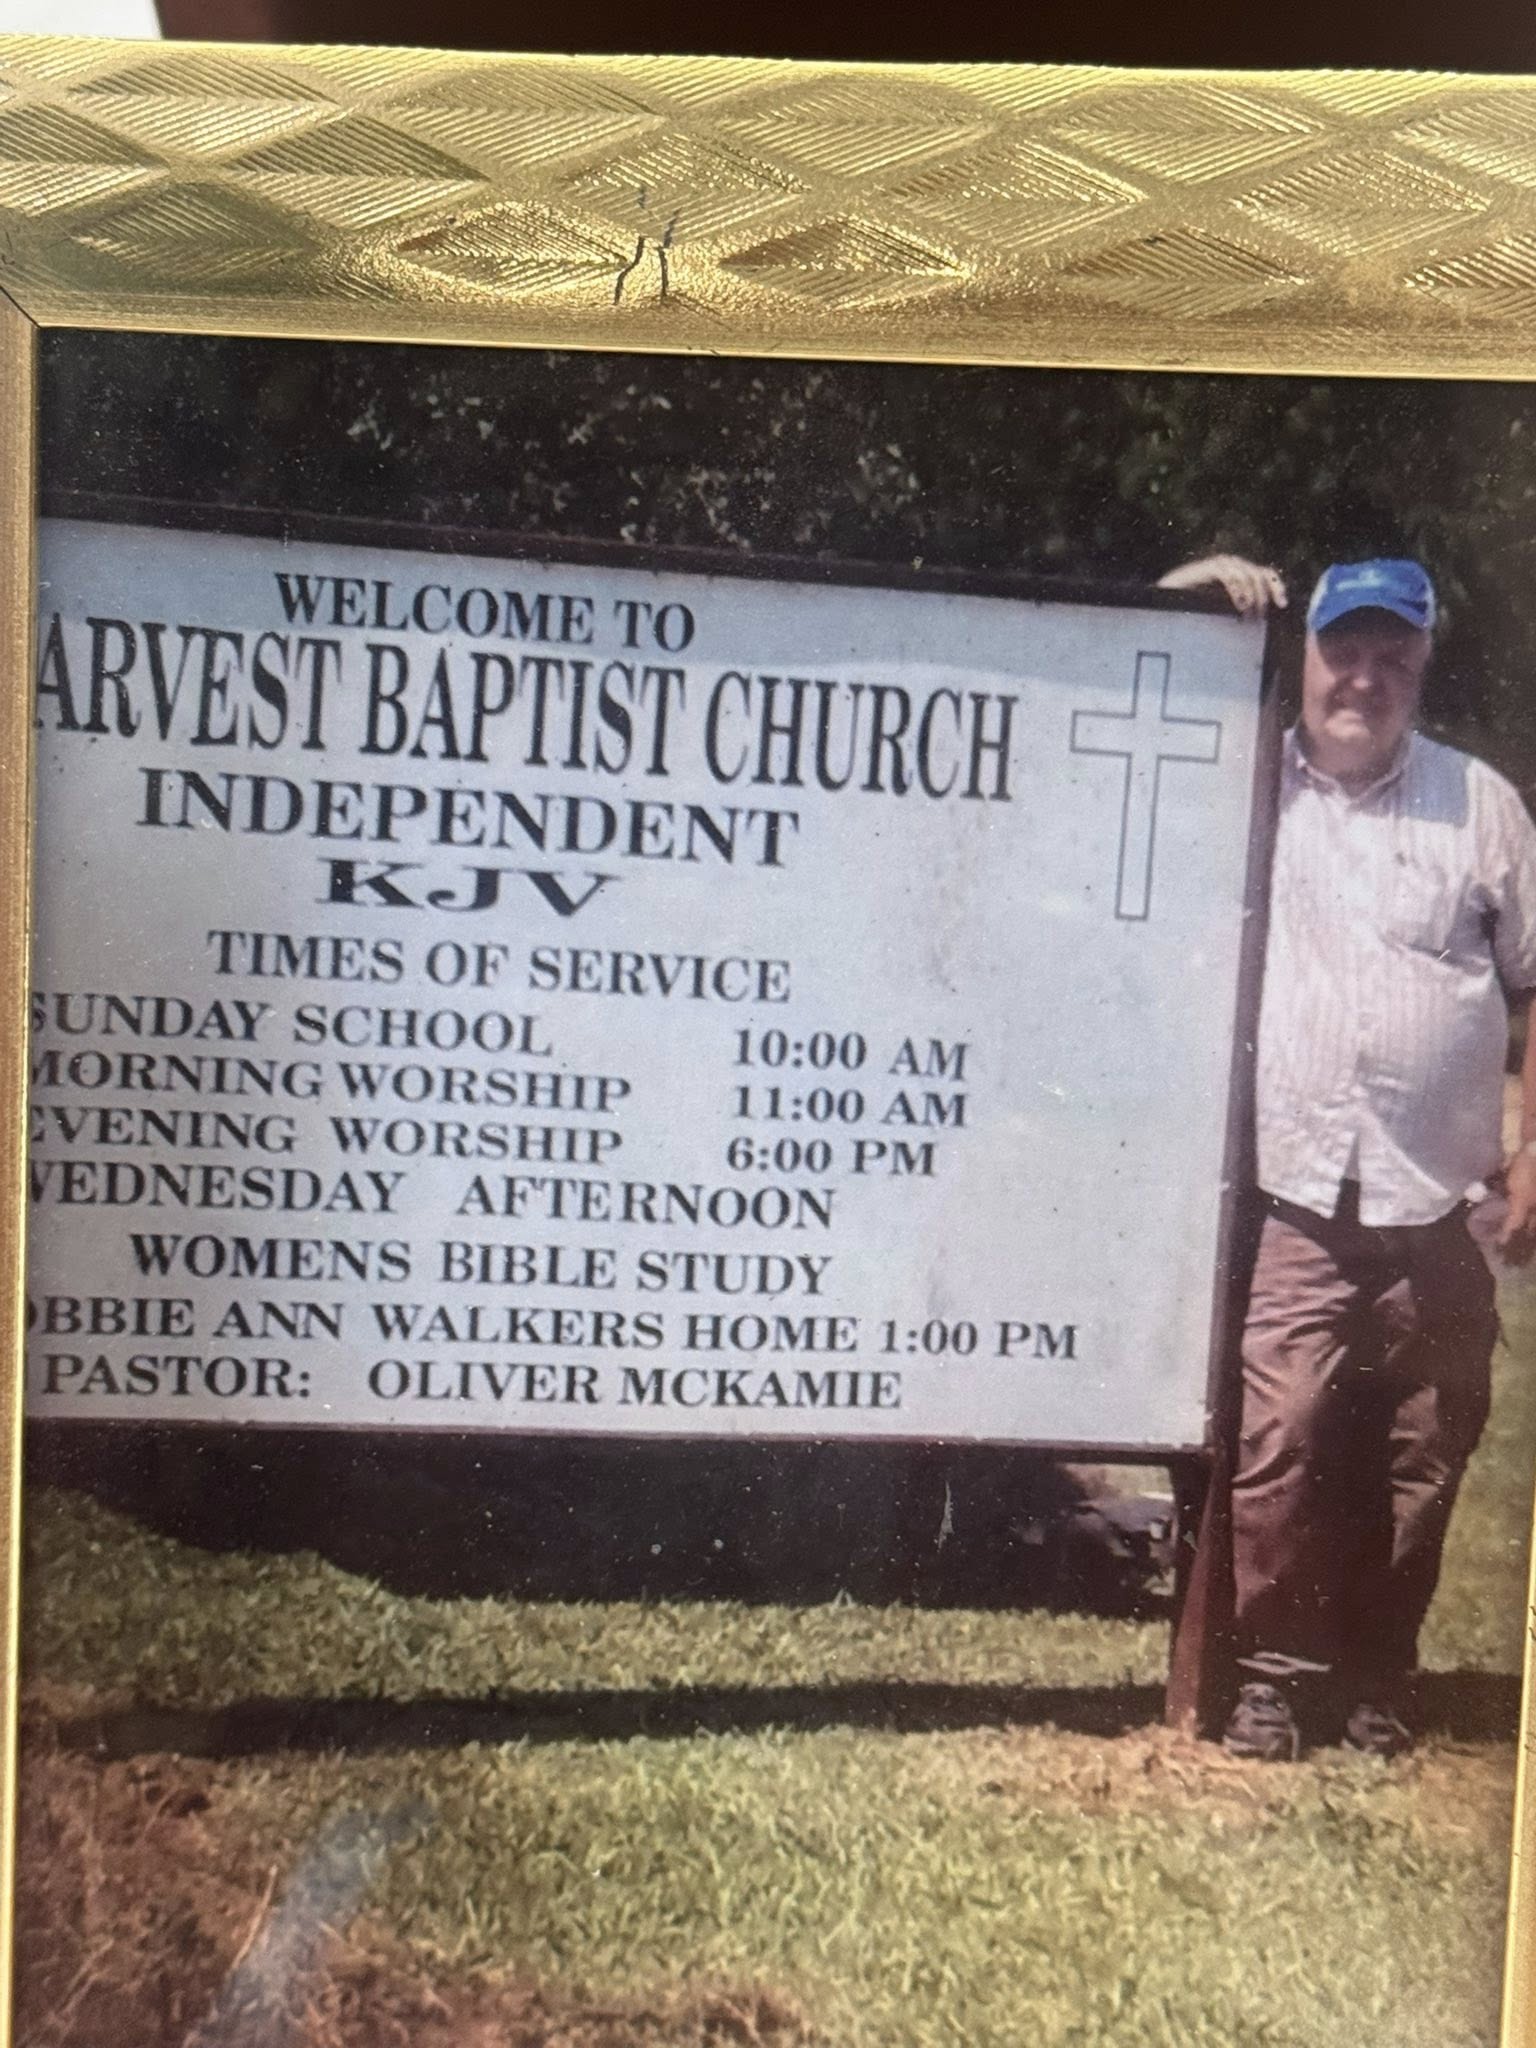 WELCOME TO
ARVEST BAPTIST CHURCH
INDEPENDENT
KJV
TIMES OF SERVICE
SUNDAY SCHOOL 10:00 AM
MORNING WORSHIP 11:00 AM
EVENING WORSHIP 6:00 PM
WEDNESDAY AFTERNOON
WOMENS BIBLE STUDY
OBBIE ANN WALKERS HOME 1:00 PM
PASTOR: OLIVER MCKAMIE